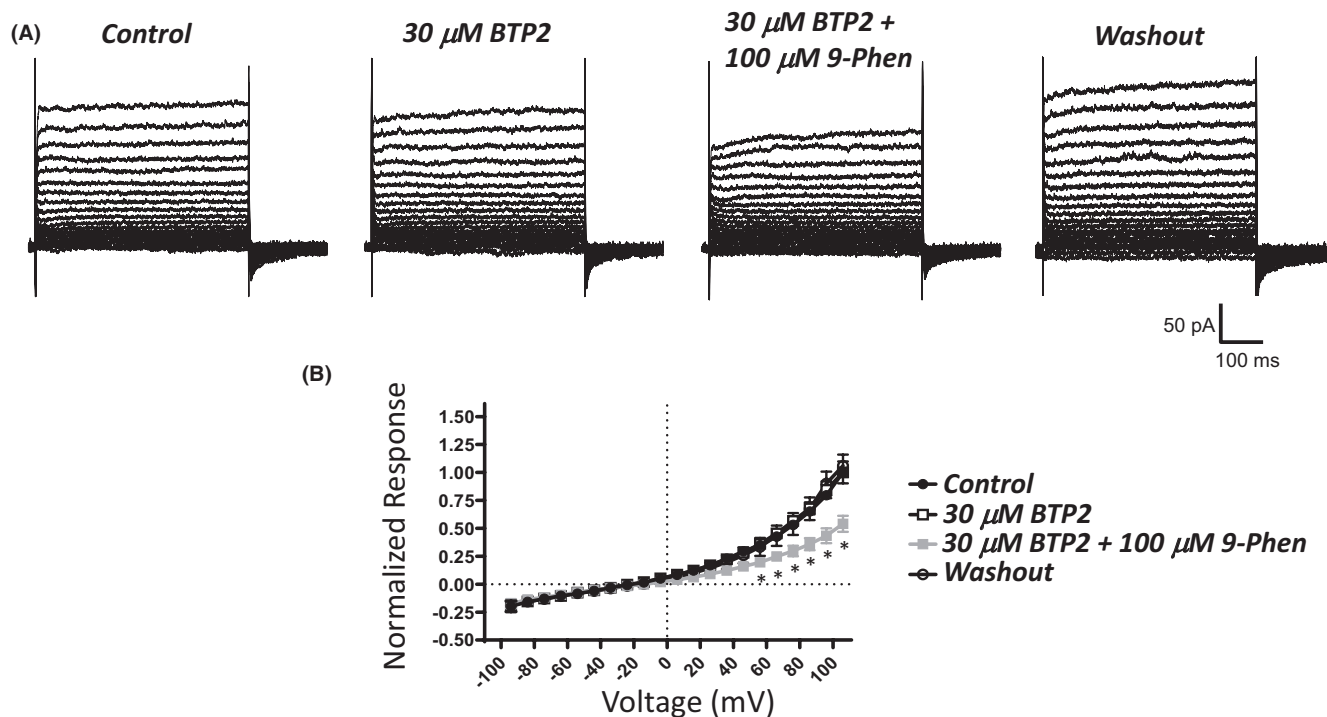 (A)
Control
30 μM BTP2
30 μM BTP2 +
100 μM 9-Phen
Washout
50 pA
100 ms
(B)
Normalized Response
1.50
1.25
1.00
0.75
0.50
0.25
0.00
-0.25
-0.50
-100
-80
-60
-40
-20
0
20
40
60
80
100
Voltage (mV)
* * * * * *
Control
30 μM BTP2
30 μM BTP2 + 100 μM 9-Phen
Washout